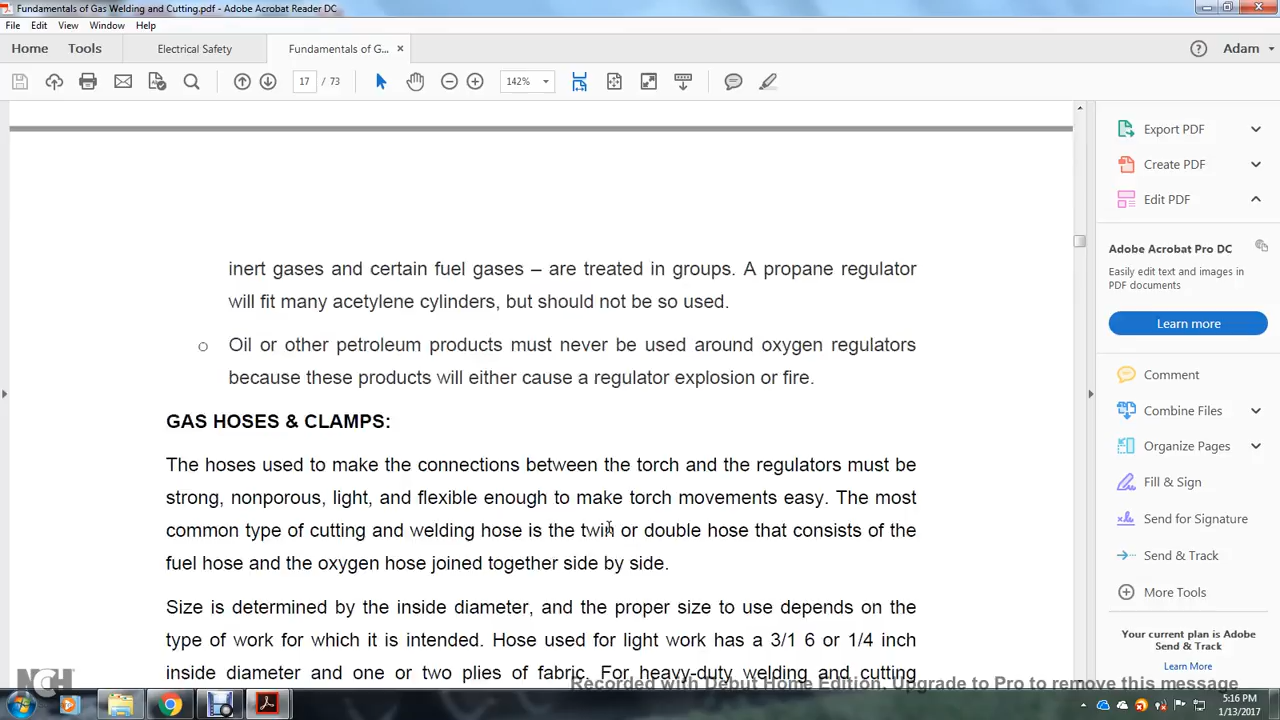 Fundamentals of Gas Welding and Cutting.pdf - Adobe Acrobat Reader DC
File Edit View Window Help
Home Tools Electrical Safety Fundamentals of G... × Adam
17 / 73 142%
inert gases and certain fuel gases – are treated in groups. A propane regulator
will fit many acetylene cylinders, but should not be so used.
o Oil or other petroleum products must never be used around oxygen regulators
because these products will either cause a regulator explosion or fire.
GAS HOSES & CLAMPS:
The hoses used to make the connections between the torch and the regulators must be
strong, nonporous, light, and flexible enough to make torch movements easy. The most
common type of cutting and welding hose is the twin or double hose that consists of the
fuel hose and the oxygen hose joined together side by side.
Size is determined by the inside diameter, and the proper size to use depends on the
type of work for which it is intended. Hose used for light work has a 3/1 6 or 1/4 inch
inside diameter and one or two plies of fabric. For heavy-duty welding and cutting
Export PDF
Create PDF
Edit PDF
Adobe Acrobat Pro DC
Easily edit text and images in
PDF documents
Learn more
Comment
Combine Files
Organize Pages
Fill & Sign
Send for Signature
Send & Track
More Tools
Your current plan is Adobe
Send & Track
Learn More
NCH
Recorded with Debut Home Edition. Upgrade to Pro to remove this message
5:16 PM
1/13/2017